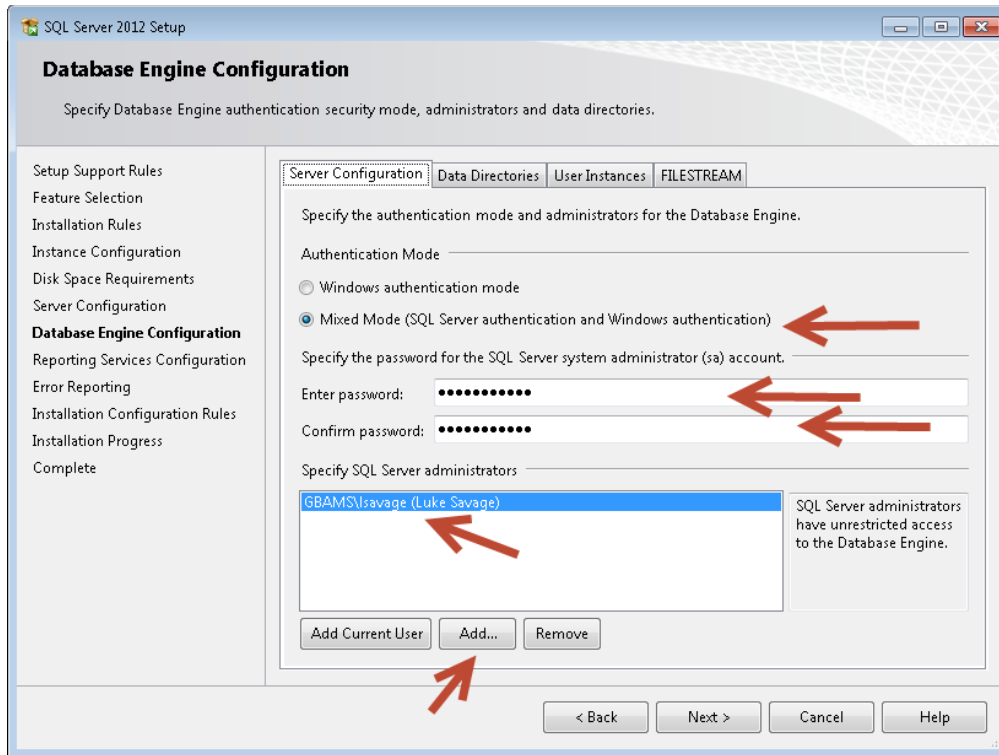 SQL Server 2012 Setup
Database Engine Configuration
Specify Database Engine authentication security mode, administrators and data directories.
Setup Support Rules
Feature Selection
Installation Rules
Instance Configuration
Disk Space Requirements
Server Configuration
Database Engine Configuration
Reporting Services Configuration
Error Reporting
Installation Configuration Rules
Installation Progress
Complete
Server Configuration Data Directories User Instances FILESTREAM
Specify the authentication mode and administrators for the Database Engine.
Authentication Mode
Windows authentication mode
Mixed Mode (SQL Server authentication and Windows authentication)
Specify the password for the SQL Server system administrator (sa) account.
Enter password: •••••••••••
Confirm password: •••••••••••
Specify SQL Server administrators
GBAMS\lsavage (Luke Savage)
SQL Server administrators
have unrestricted access
to the Database Engine.
Add Current User Add... Remove
< Back Next > Cancel Help